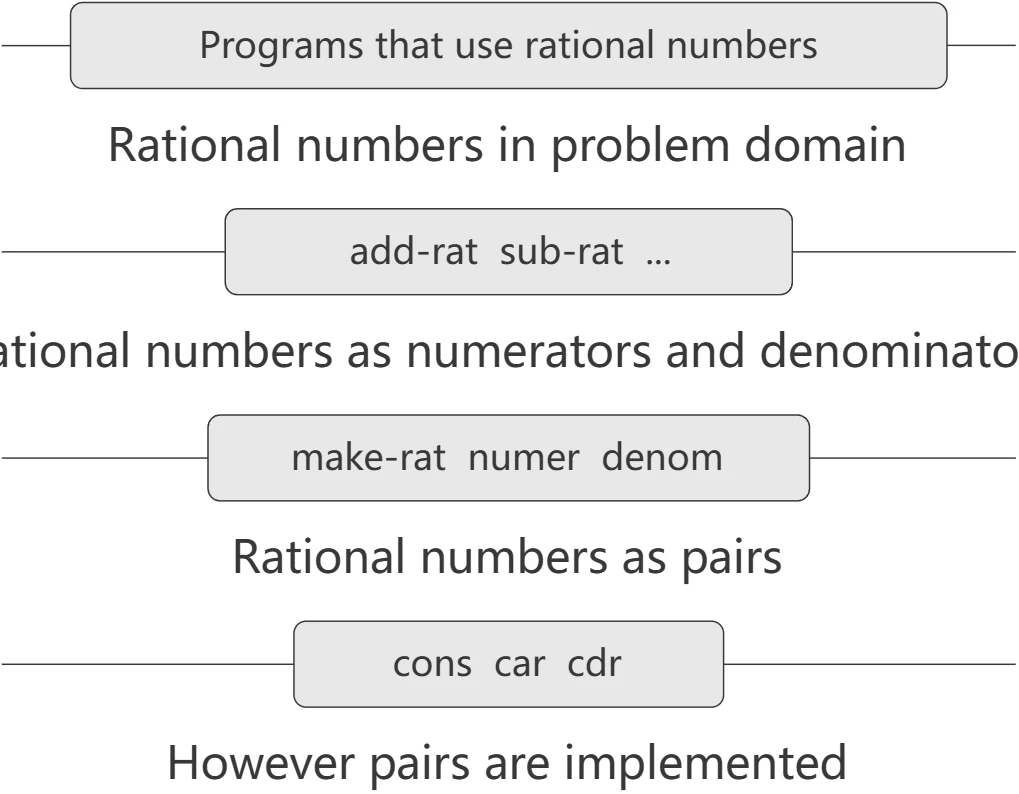 Programs that use rational numbers
Rational numbers in problem domain
add-rat sub-rat ...
ational numbers as numerators and denominato
make-rat numer denom
Rational numbers as pairs
cons car cdr
However pairs are implemented